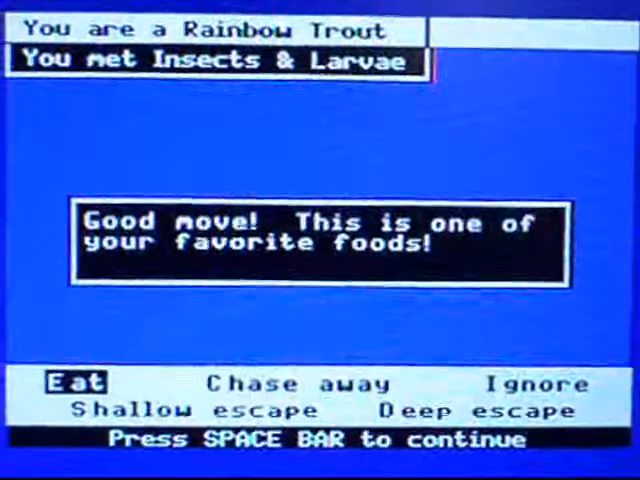 You are a Rainbow Trout
You met Insects & Larvae
Good move! This is one of
your favorite foods!
Eat Chase away Ignore
Shallow escape Deep escape
Press SPACE BAR to continue